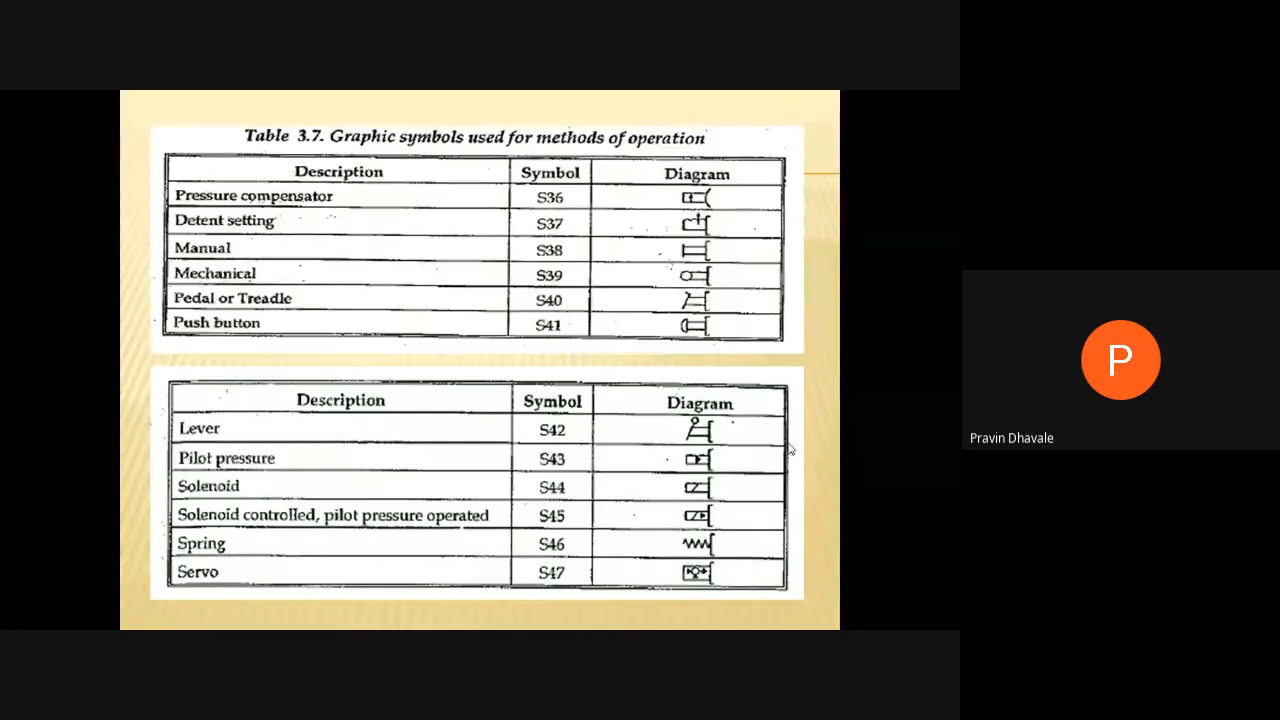 Table 3.7. Graphic symbols used for methods of operation
Description Symbol Diagram
Pressure compensator S36
Detent setting S37
Manual S38
Mechanical S39
Pedal or Treadle S40
Push button S41
Description Symbol Diagram
Lever S42
Pilot pressure S43
Solenoid S44
Solenoid controlled, pilot pressure operated S45
Spring S46
Servo S47
P
Pravin Dhavale